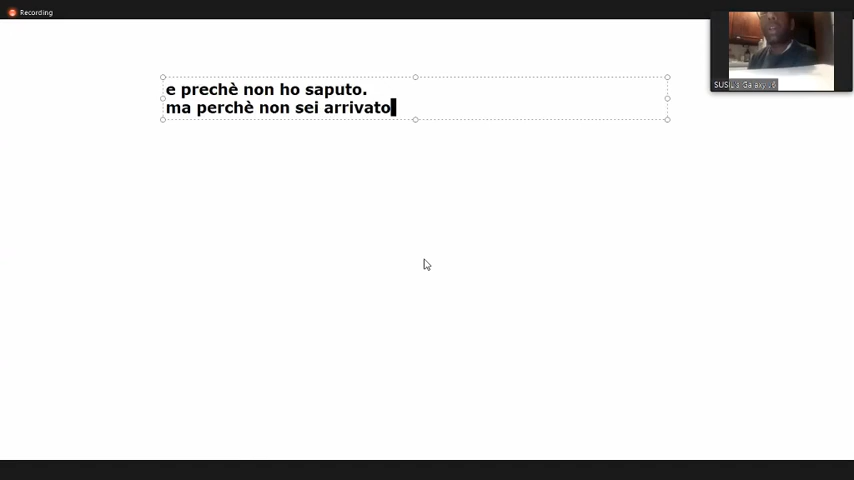 Recording
e prechè non ho saputo.
ma perchè non sei arrivato